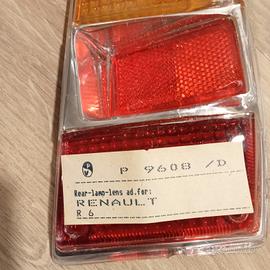 P 9608 /D
Rear-lamp-lens ad.for:
RENAULT
R 6